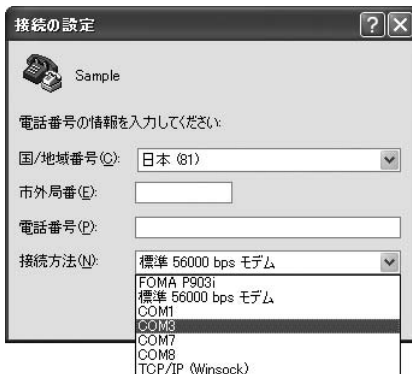 接続の設定
Sample
電話番号の情報を入力してください:
国/地域番号(C): 日本 (81)
市外局番(E):
電話番号(P):
接続方法(N): 標準 56000 bps モデム
FOMA P903i
標準 56000 bps モデム
COM1
COM3
COM7
COM8
TCP/IP (Winsock)